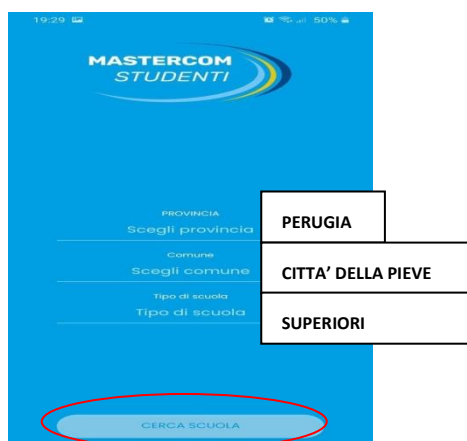 19:29 50%
MASTERCOM
STUDENTI
PROVINCIA
Scegli provincia
PERUGIA
Comune
Scegli comune
CITTA’ DELLA PIEVE
Tipo di scuola
Tipo di scuola
SUPERIORI
CERCA SCUOLA